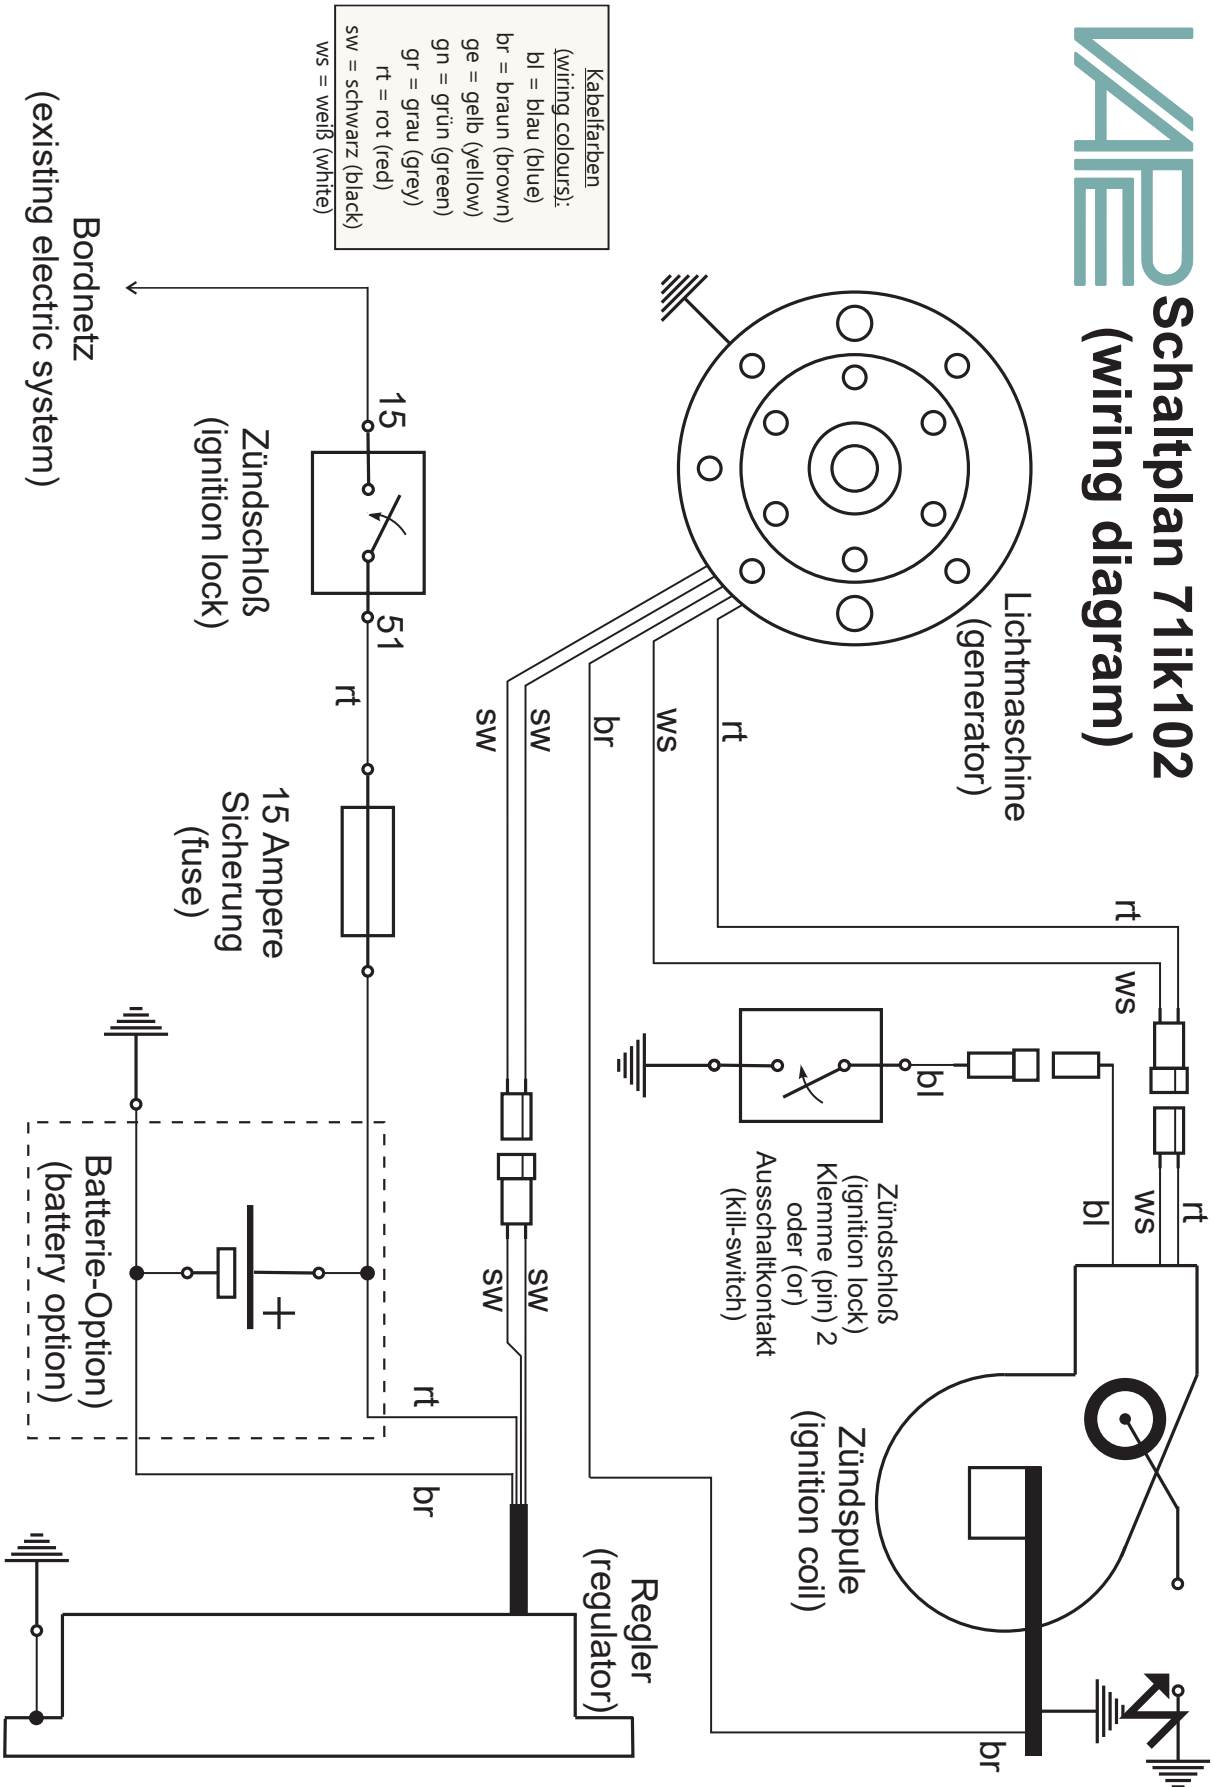 VAPE
Schaltplan 71ik102
(wiring diagram)
Lichtmaschine
(generator)
Kabelfarben
(wiring colours):
bl = blau (blue)
br = braun (brown)
ge = gelb (yellow)
gn = grün (green)
gr = grau (grey)
rt = rot (red)
sw = schwarz (black)
ws = weiß (white)
rt
ws
br
sw
sw
rt
ws
rt
ws
bl
bl
Zündschloß
(ignition lock)
Klemme (pin) 2
oder (or)
Ausschaltkontakt
(kill-switch)
Zündspule
(ignition coil)
br
sw
sw
Regler
(regulator)
rt
br
15
51
Zündschloß
(ignition lock)
rt
15 Ampere
Sicherung
(fuse)
+
Batterie-Option)
(battery option)
Bordnetz
(existing electric system)